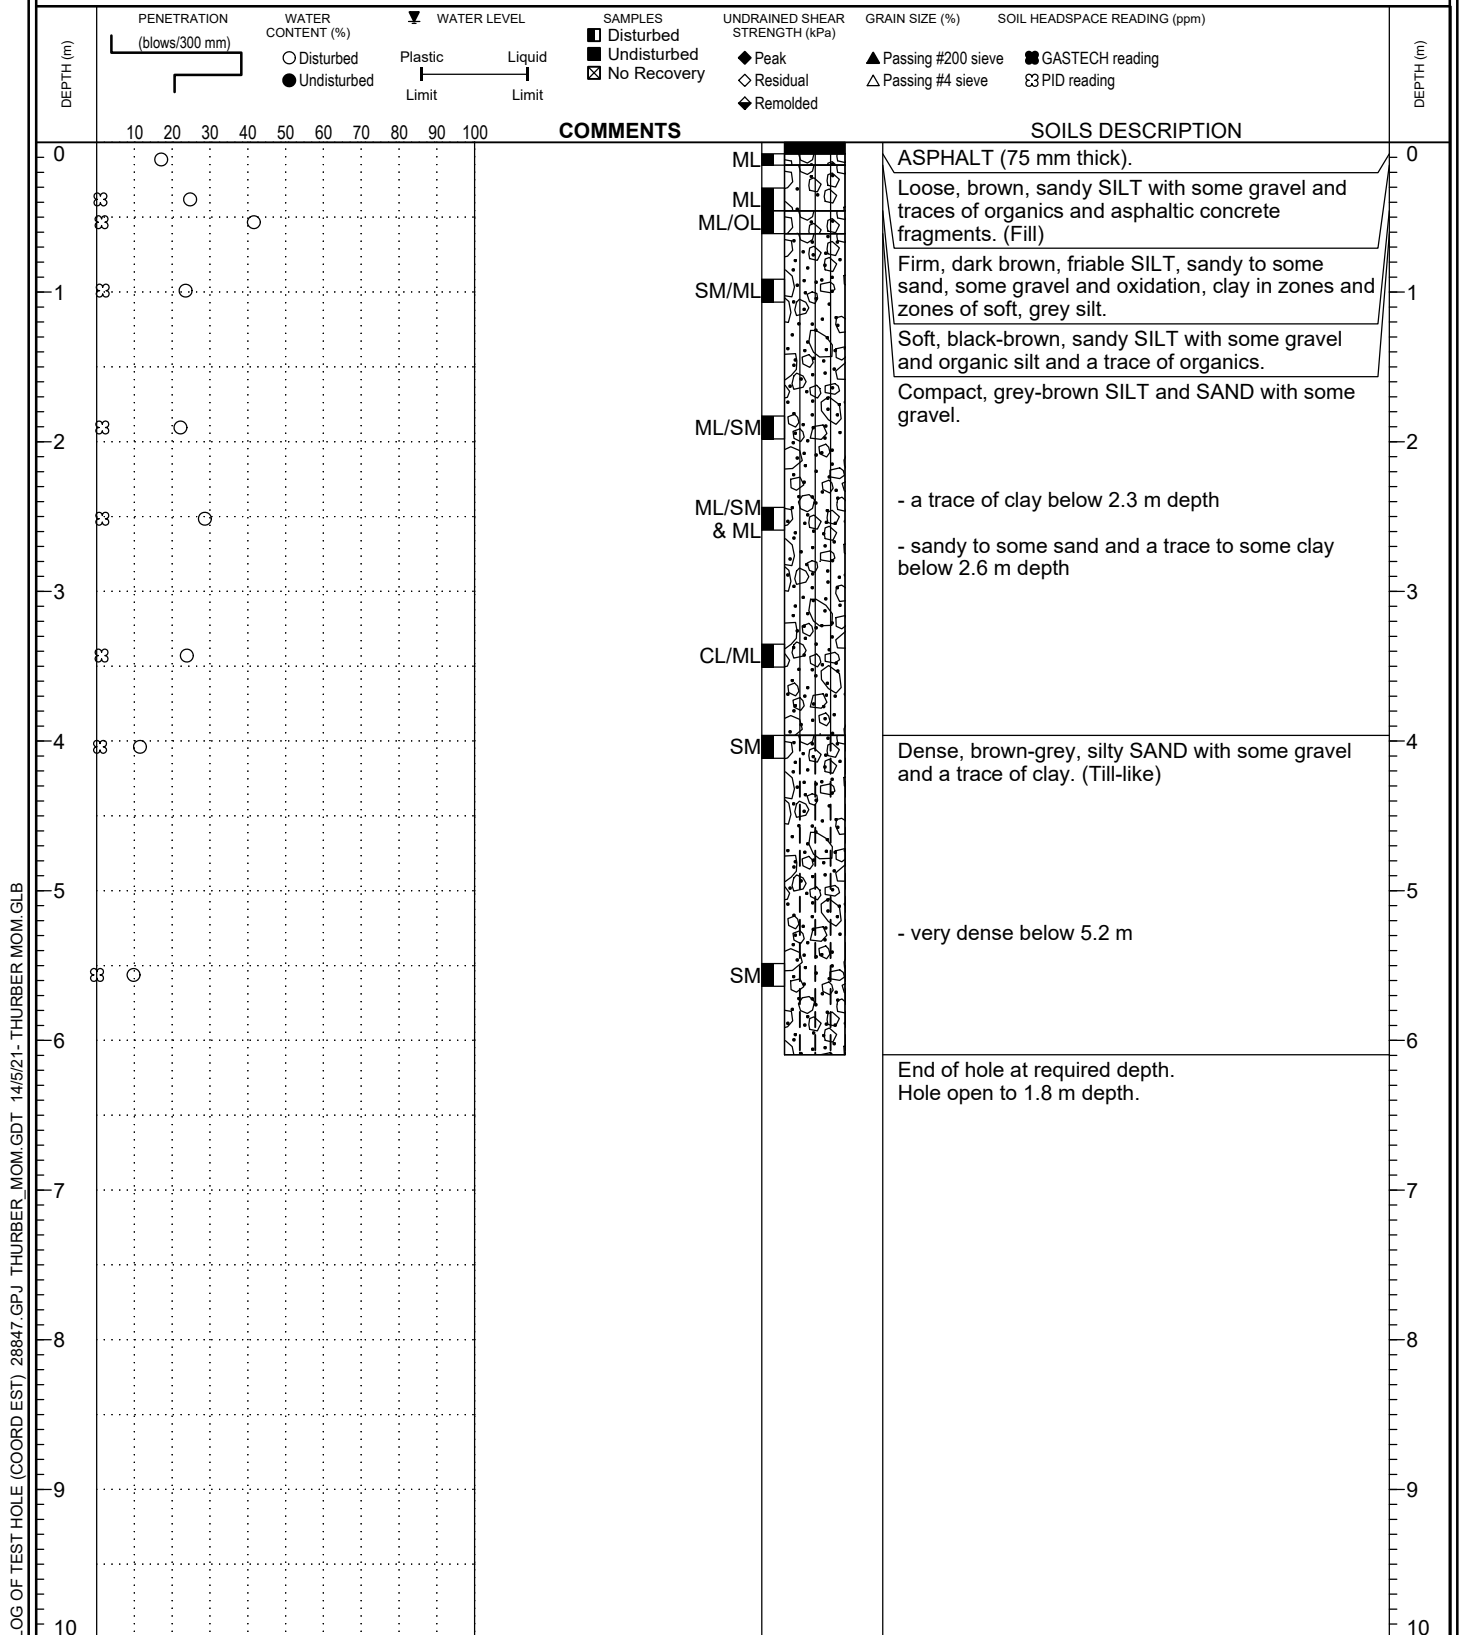 DEPTH (m)
PENETRATION
(blows/300 mm)
WATER
CONTENT (%)
Disturbed
Undisturbed
WATER LEVEL
Plastic Liquid
Limit Limit
SAMPLES
Disturbed
Undisturbed
No Recovery
UNDRAINED SHEAR
STRENGTH (kPa)
Peak
Residual
Remolded
GRAIN SIZE (%)
Passing #200 sieve
Passing #4 sieve
SOIL HEADSPACE READING (ppm)
GASTECH reading
PID reading
DEPTH (m)
10 20 30 40 50 60 70 80 90 100
COMMENTS
SOILS DESCRIPTION
0
1
2
3
4
5
6
7
8
9
10
ML
ML
ML/OL
SM/ML
ML/SM
ML/SM
& ML
CL/ML
SM
SM
ASPHALT (75 mm thick).
Loose, brown, sandy SILT with some gravel and
traces of organics and asphaltic concrete
fragments. (Fill)
Firm, dark brown, friable SILT, sandy to some
sand, some gravel and oxidation, clay in zones and
zones of soft, grey silt.
Soft, black-brown, sandy SILT with some gravel
and organic silt and a trace of organics.
Compact, grey-brown SILT and SAND with some
gravel.
- a trace of clay below 2.3 m depth
- sandy to some sand and a trace to some clay
below 2.6 m depth
Dense, brown-grey, silty SAND with some gravel
and a trace of clay. (Till-like)
- very dense below 5.2 m
End of hole at required depth.
Hole open to 1.8 m depth.
0
1
2
3
4
5
6
7
8
9
10
LOG OF TEST HOLE (COORD EST) 28847.GPJ THURBER_MOM.GDT 14/5/21- THURBER MOM.GLB